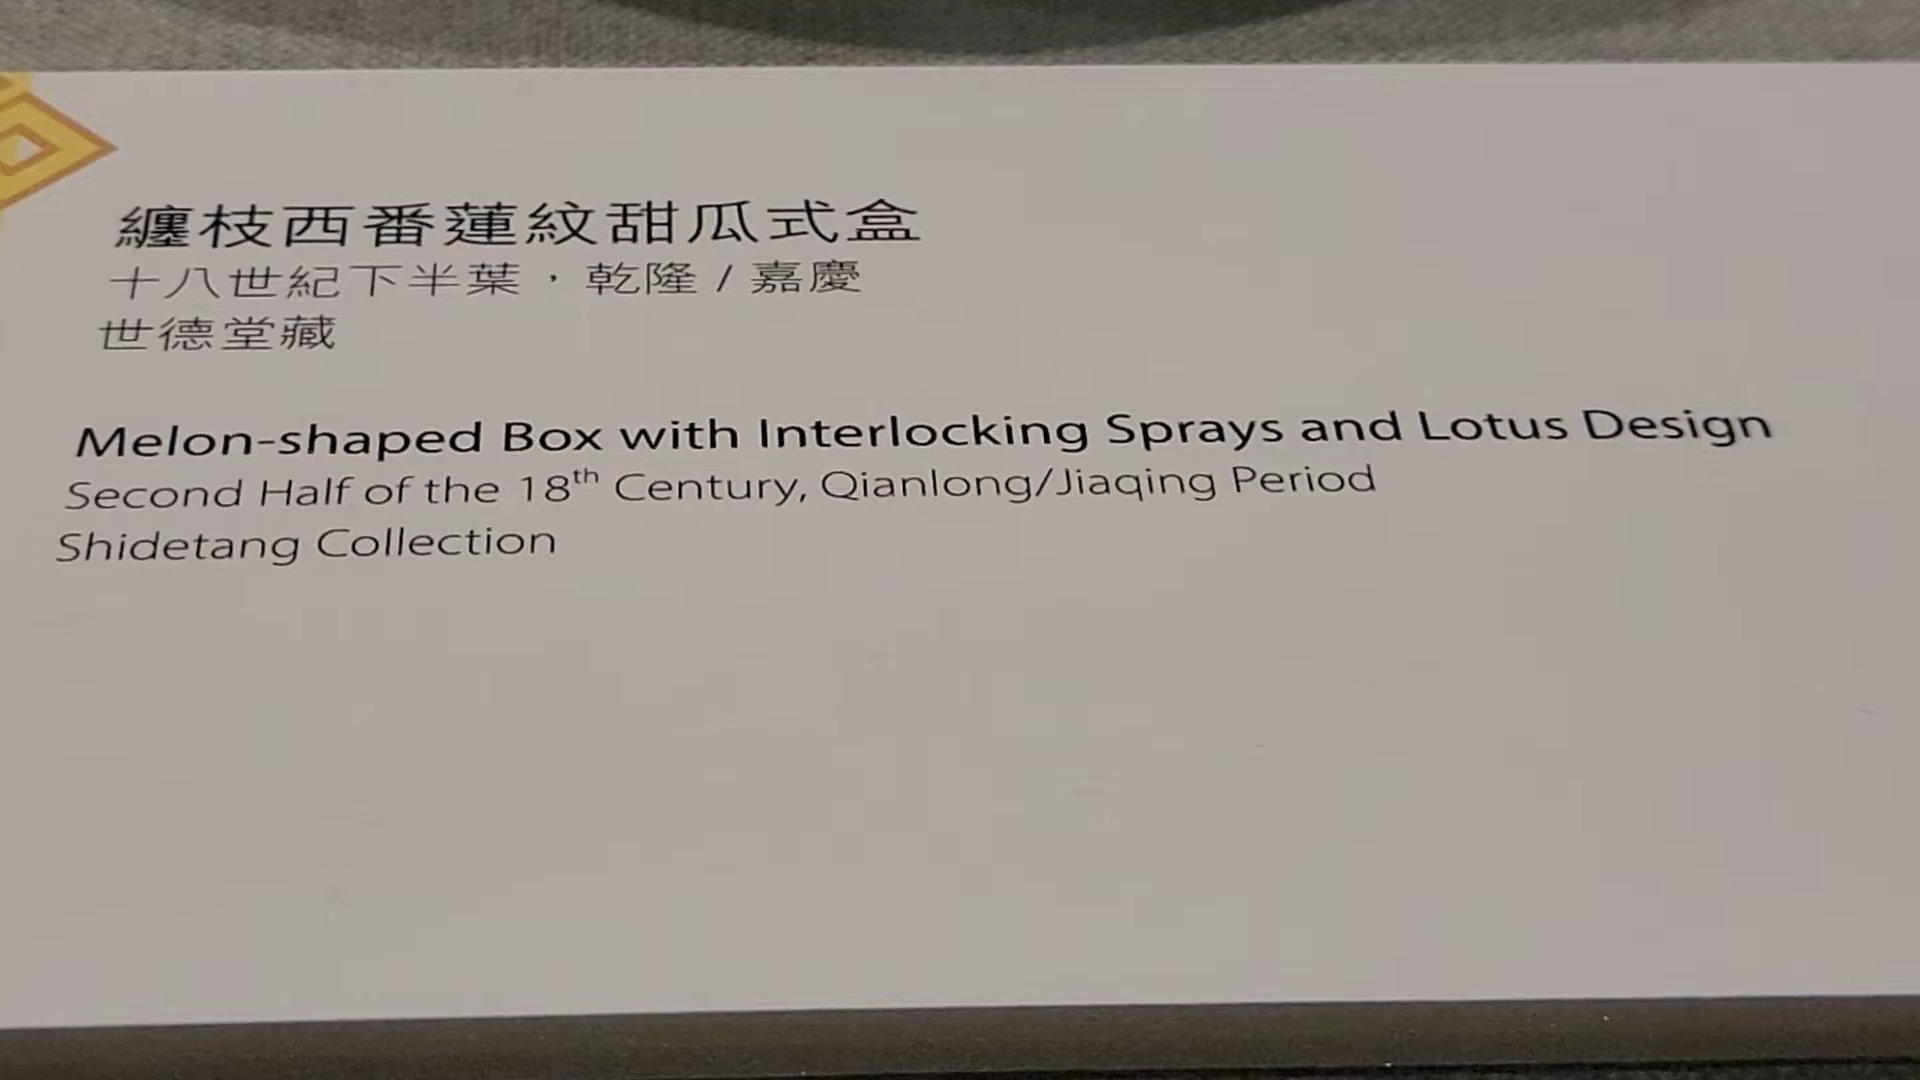 纏枝西番蓮紋甜瓜式盒
十八世紀下半葉，乾隆 / 嘉慶
世德堂藏
Melon-shaped Box with Interlocking Sprays and Lotus Design
Second Half of the 18th Century, Qianlong/Jiaqing Period
Shidetang Collection